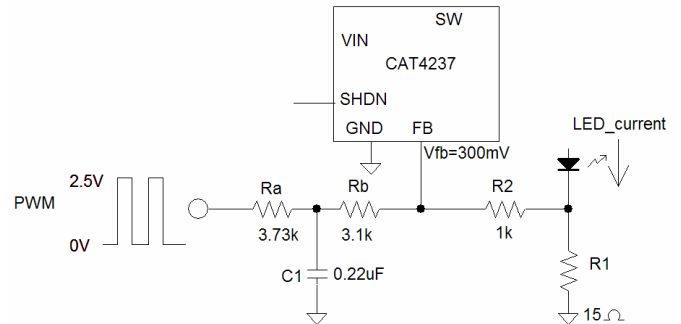 SW
VIN
CAT4237
SHDN
GND FB
LED_current
Vfb=300mV
2.5V
PWM
0V
Ra
Rb
R2
3.73k
3.1k
1k
C1
0.22uF
R1
15Ω